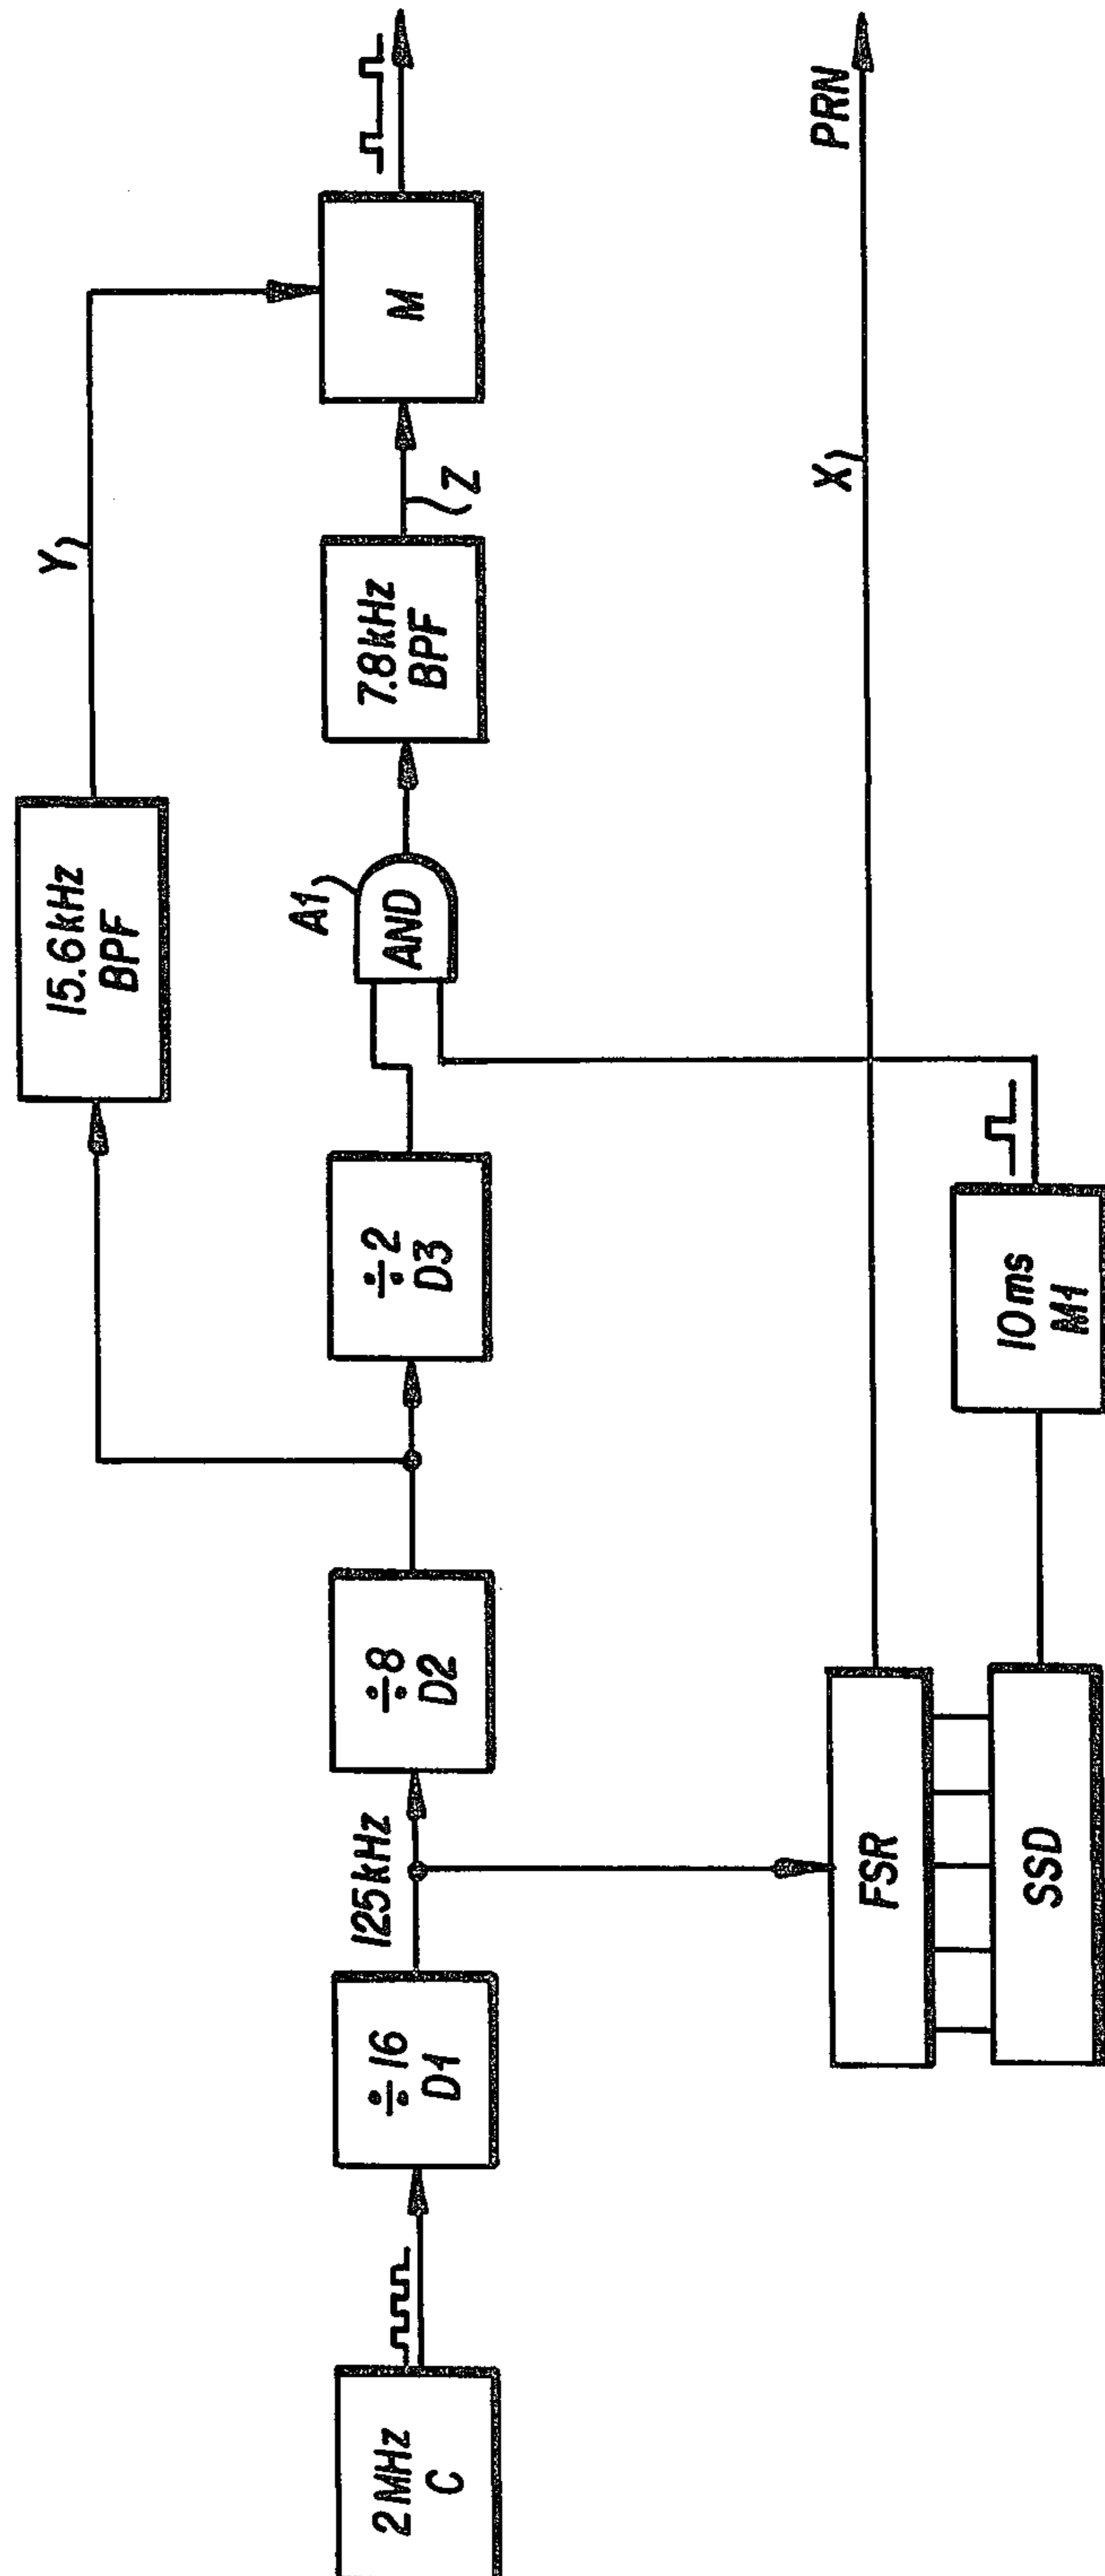 2MHz
C
÷16
D1
125kHz
÷8
D2
÷2
D3
15.6kHz
BPF
A1
AND
7.8kHz
BPF
Y
Z
M
FSR
SSD
10ms
M1
X
PRN